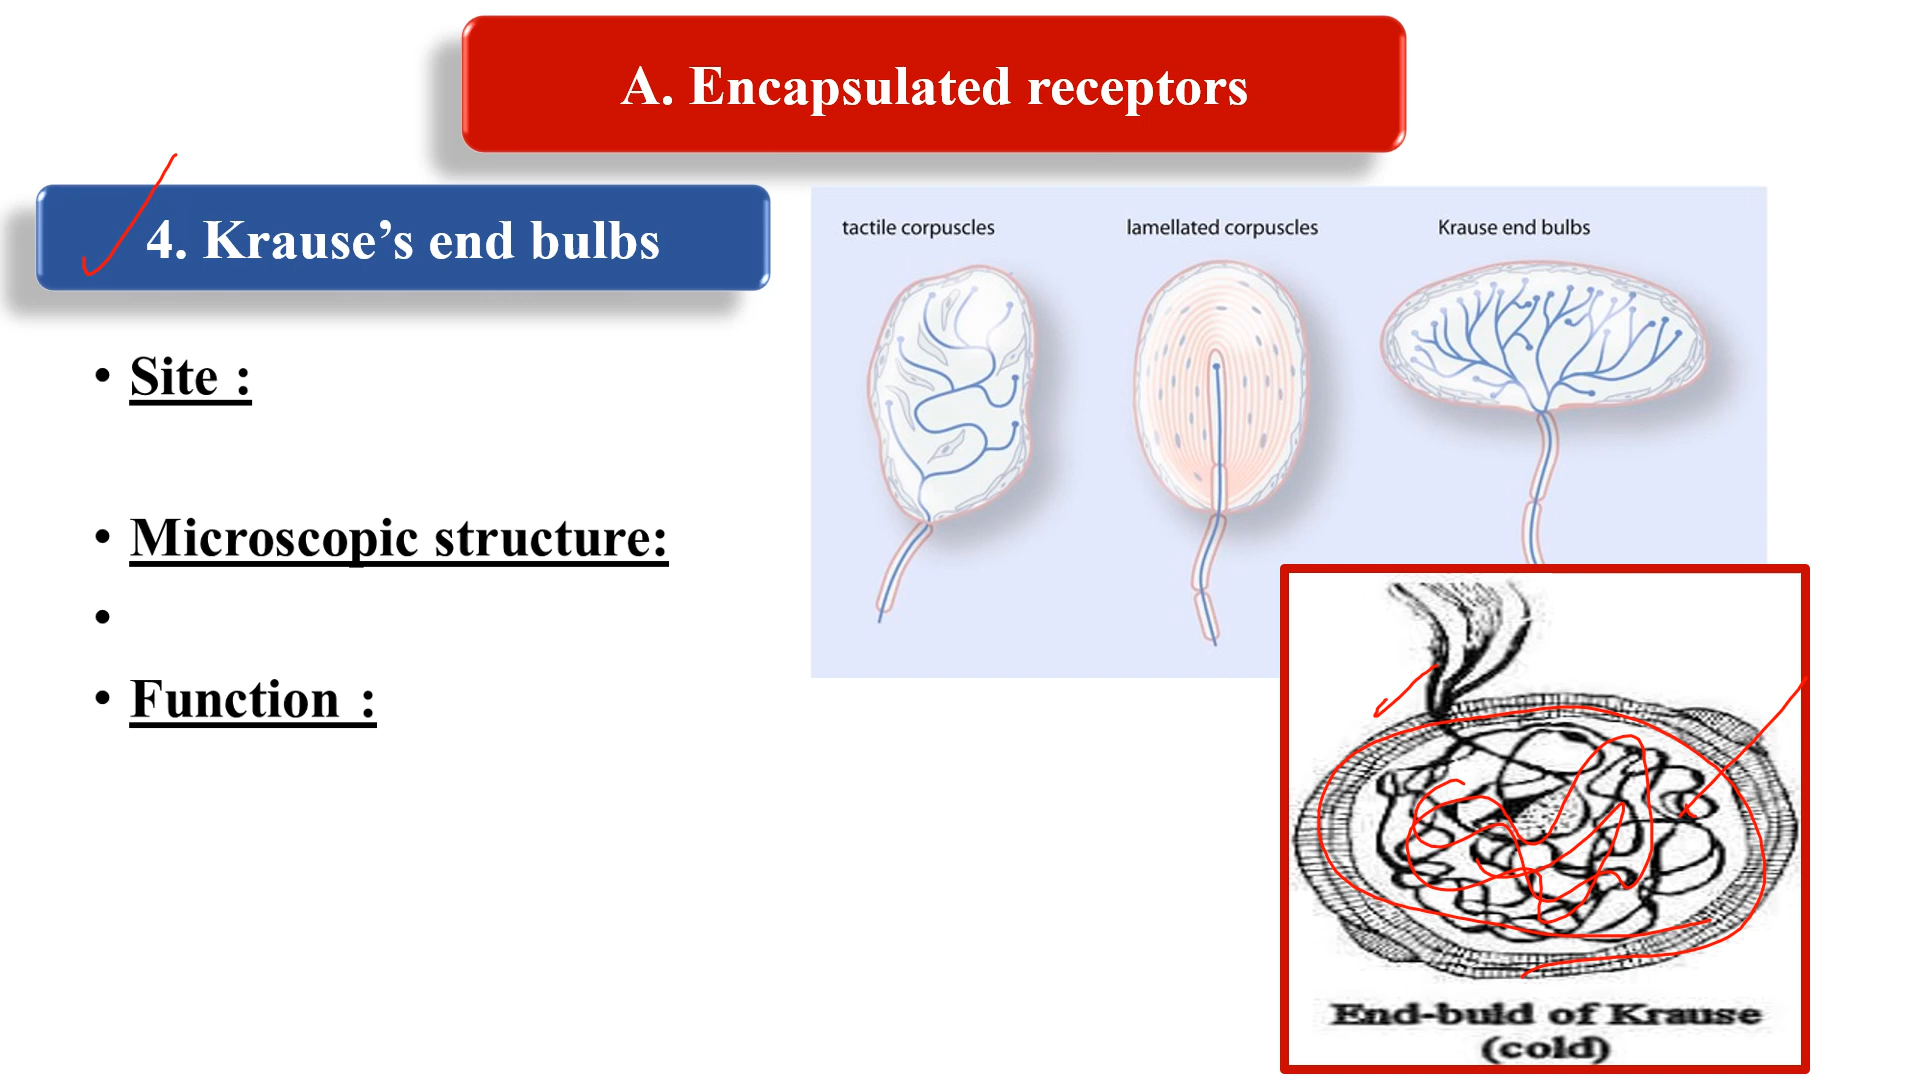 A. Encapsulated receptors
4. Krause’s end bulbs
• Site :
• Microscopic structure:
•
• Function :
tactile corpuscles
lamellated corpuscles
Krause end bulbs
End-buld of Krause
(cold)